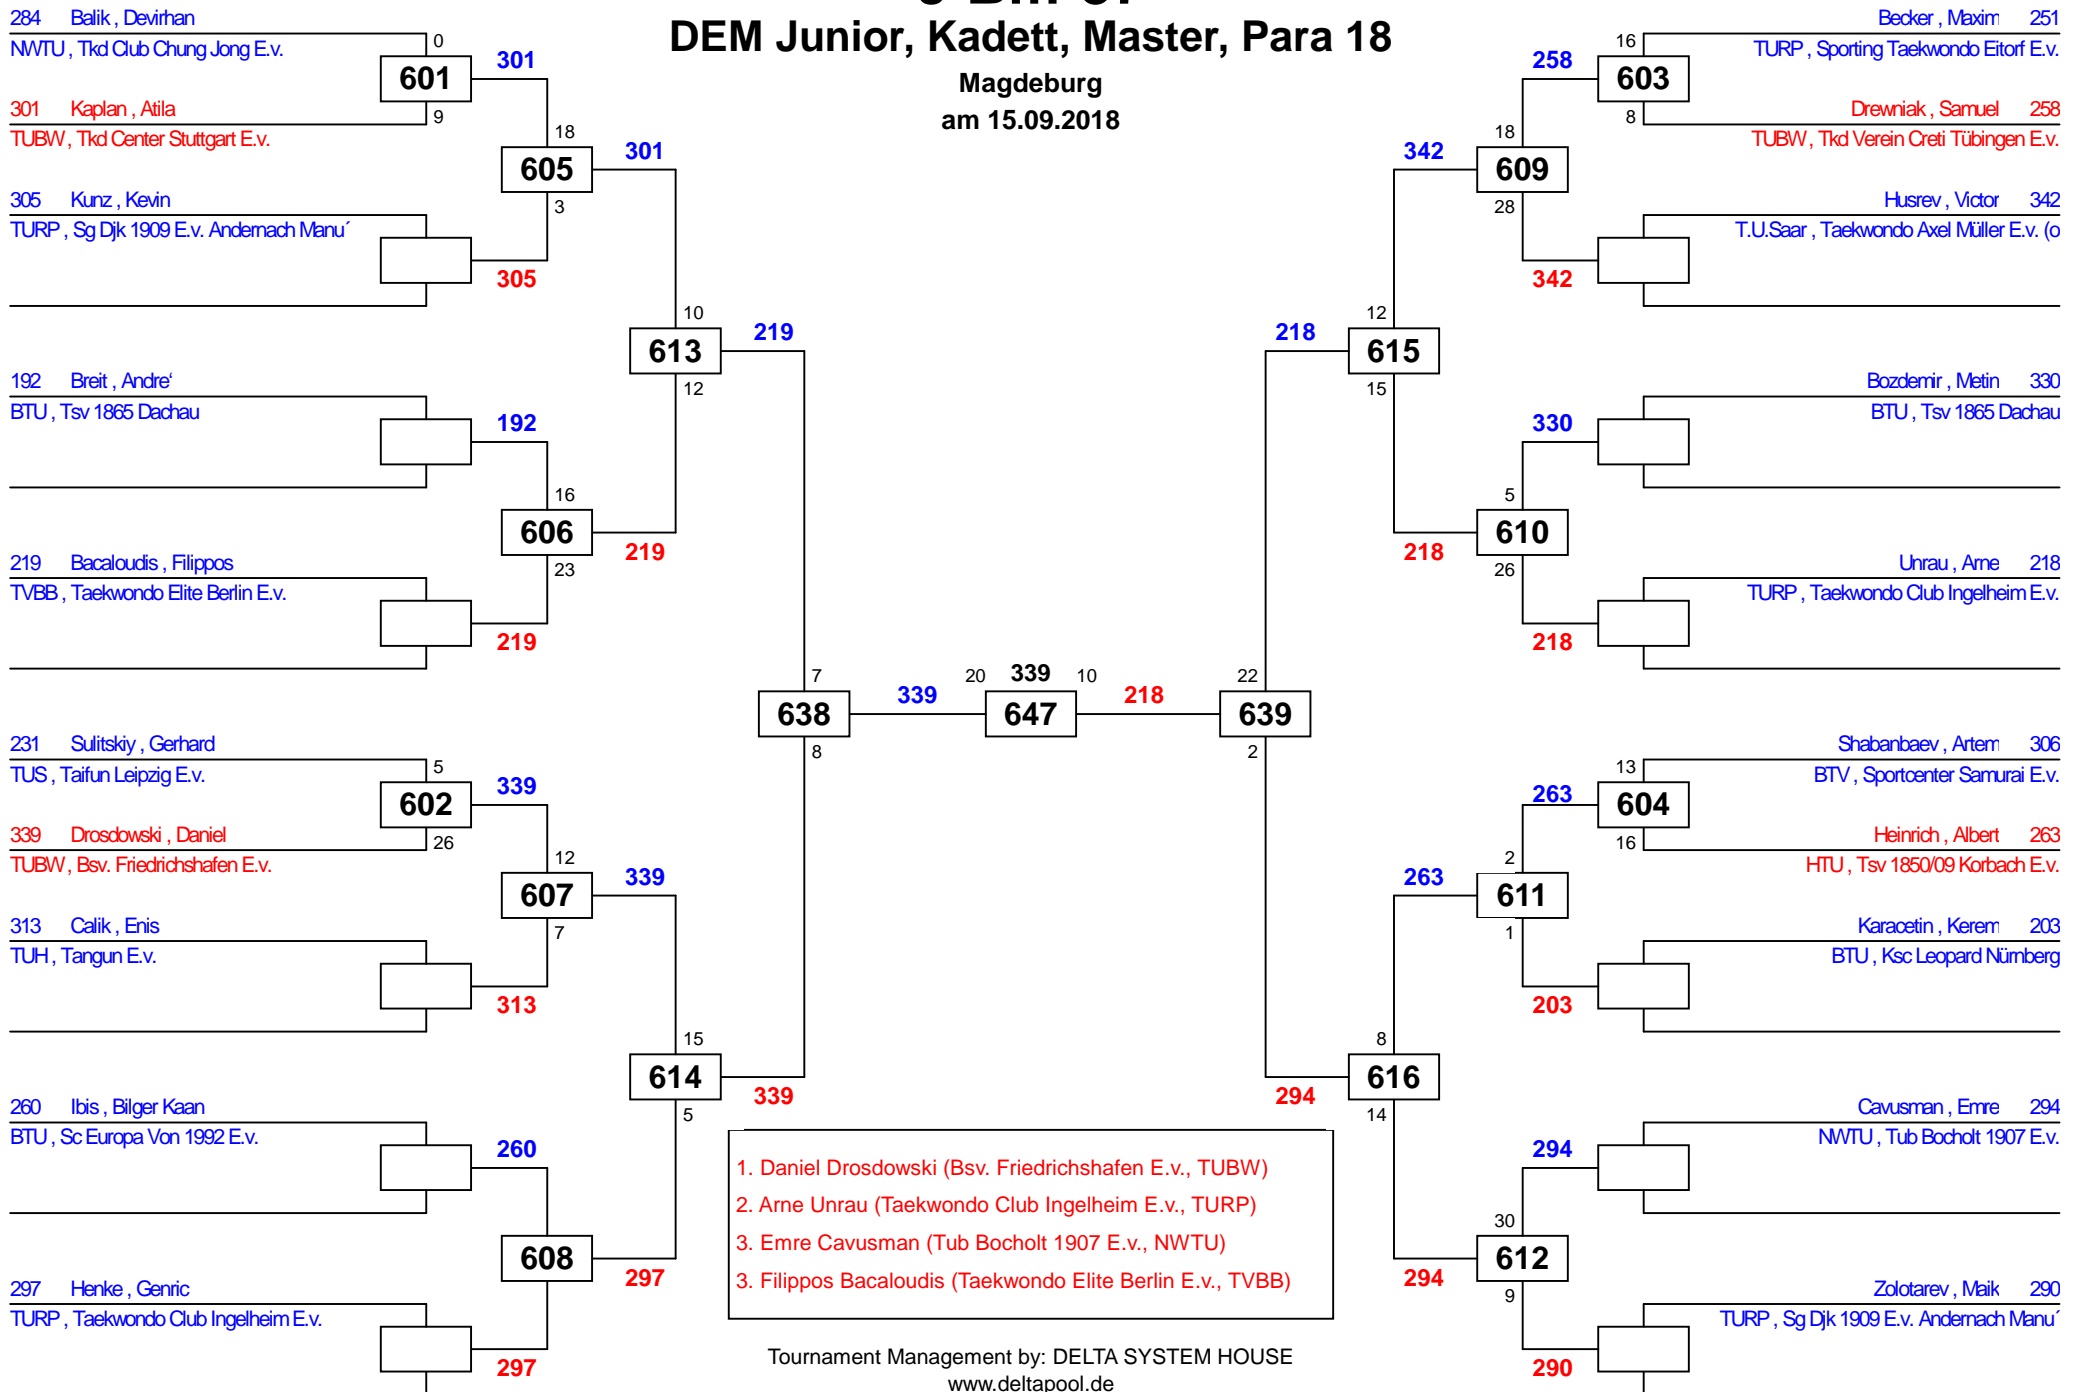 DEM Junior, Kadett, Master, Para 18
Magdeburg
am 15.09.2018
284 Balik , Devirhan
NWTU , Tkd Club Chung Jong E.v.
0
601
301
9
301 Kaplan , Atila
TUBW , Tkd Center Stuttgart E.v.
18
605
301
3
305 Kunz , Kevin
TURP , Sg Djk 1909 E.v. Andernach Manu´
305
10
613
219
12
192 Breit , Andre‘
BTU , Tsv 1865 Dachau
192
16
606
219
23
219 Bacaloudis , Filippos
TVBB , Taekwondo Elite Berlin E.v.
219
7
638
339
8
231 Sulitskiy , Gerhard
TUS , Taifun Leipzig E.v.
5
602
339
26
339 Drosdowski , Daniel
TUBW , Bsv. Friedrichshafen E.v.
12
607
339
7
313 Calik , Enis
TUH , Tangun E.v.
313
15
614
339
5
260 Ibis , Bilger Kaan
BTU , Sc Europa Von 1992 E.v.
260
608
297
297 Henke , Genric
TURP , Taekwondo Club Ingelheim E.v.
297
20 339 10
647
218
Becker , Maxim 251
TURP , Sporting Taekwondo Eitorf E.v.
16
258
603
8
Drewniak , Samuel 258
TUBW , Tkd Verein Creti Tübingen E.v.
18
342
609
28
Husrev , Victor 342
T.U.Saar , Taekwondo Axel Müller E.v. (o
342
12
218
615
15
Bozdemir , Metin 330
BTU , Tsv 1865 Dachau
330
5
610
218
26
Unrau , Arne 218
TURP , Taekwondo Club Ingelheim E.v.
218
22
639
2
Shabanbaev , Artem 306
BTV , Sportcenter Samurai E.v.
13
263
604
16
Heinrich , Albert 263
HTU , Tsv 1850/09 Korbach E.v.
2
263
611
1
Karacetin , Kerem 203
BTU , Ksc Leopard Nürnberg
203
8
616
294
14
Cavusman , Emre 294
NWTU , Tub Bocholt 1907 E.v.
294
30
612
294
9
Zolotarev , Maik 290
TURP , Sg Djk 1909 E.v. Andernach Manu´
290
1. Daniel Drosdowski (Bsv. Friedrichshafen E.v., TUBW)
2. Arne Unrau (Taekwondo Club Ingelheim E.v., TURP)
3. Emre Cavusman (Tub Bocholt 1907 E.v., NWTU)
3. Filippos Bacaloudis (Taekwondo Elite Berlin E.v., TVBB)
Tournament Management by: DELTA SYSTEM HOUSE
www.deltapool.de